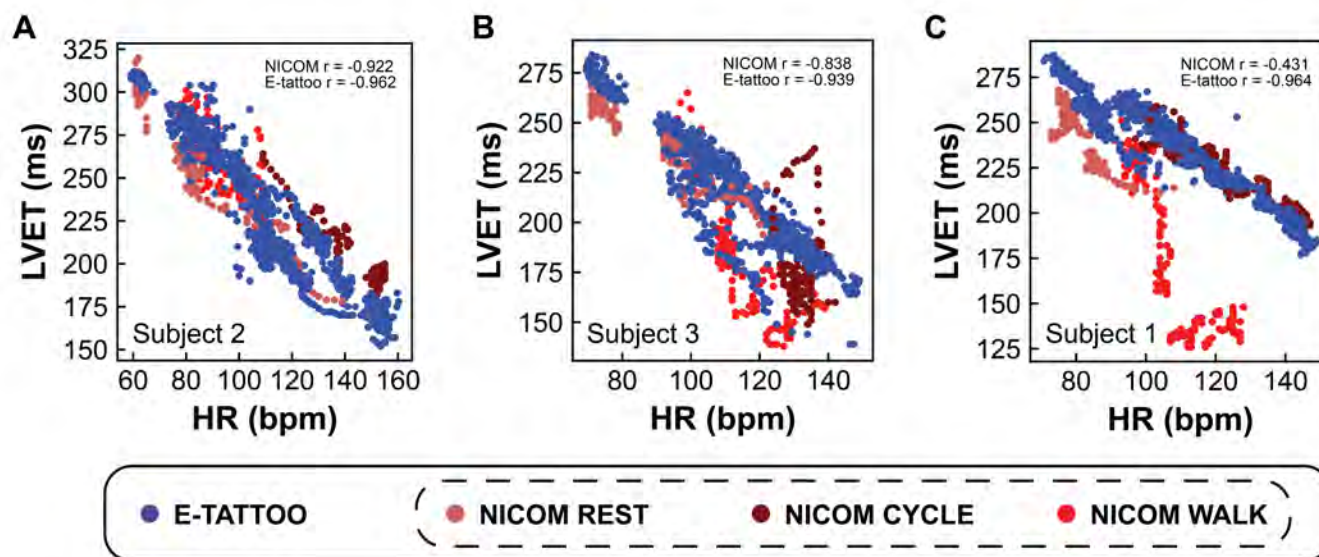 A
NICOM r = -0.922
E-tattoo r = -0.962
325
300
275
250
225
200
175
150
LVET (ms)
Subject 2
60 80 100 120 140 160
HR (bpm)
B
NICOM r = -0.838
E-tattoo r = -0.939
275
250
225
200
175
150
LVET (ms)
Subject 3
80 100 120 140
HR (bpm)
C
NICOM r = -0.431
E-tattoo r = -0.964
275
250
225
200
175
150
125
LVET (ms)
Subject 1
80 100 120 140
HR (bpm)
E-TATTOO NICOM REST NICOM CYCLE NICOM WALK